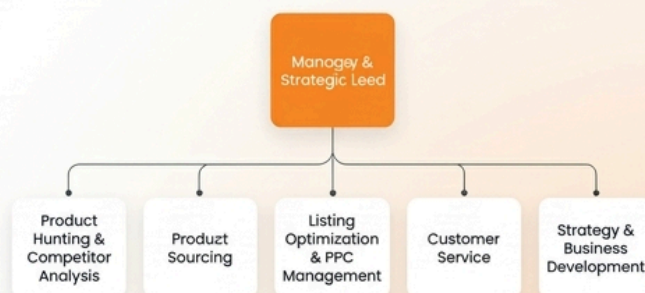 Manogey &
Strategic Leed
Product
Hunting &
Competitor
Analysis
Produzt
Sourcing
Listing
Optimization
& PPC
Management
Customer
Service
Strategy &
Business
Development